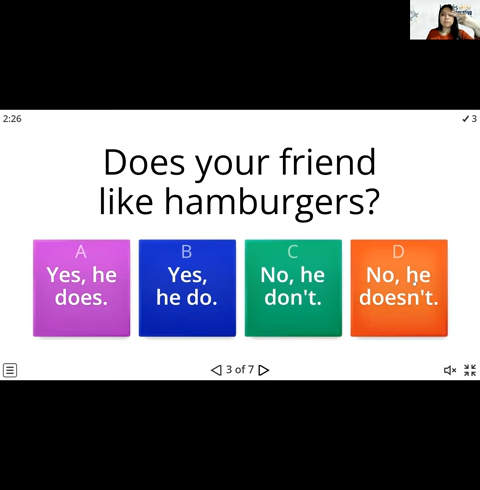 2:26
✓ 3
Does your friend
like hamburgers?
A
Yes, he
does.
B
Yes,
he do.
C
No, he
don't.
D
No, he
doesn't.
3 of 7